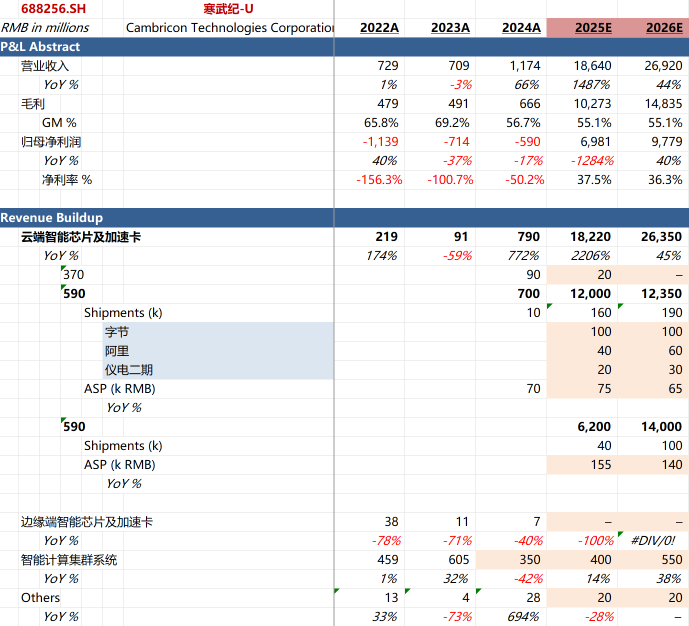 688256.SH 寒武纪-U
RMB in millions Cambricon Technologies Corporation 2022A 2023A 2024A 2025E 2026E
P&L Abstract
营业收入 729 709 1,174 18,640 26,920
YoY % 1% -3% 66% 1487% 44%
毛利 479 491 666 10,273 14,835
GM % 65.8% 69.2% 56.7% 55.1% 55.1%
归母净利润 -1,139 -714 -590 6,981 9,779
YoY % 40% -37% -17% -1284% 40%
净利率 % -156.3% -100.7% -50.2% 37.5% 36.3%
Revenue Buildup
云端智能芯片及加速卡 219 91 790 18,220 26,350
YoY % 174% -59% 772% 2206% 45%
370 90 20 –
590 700 12,000 12,350
Shipments (k) 10 160 190
字节 100 100
阿里 40 60
仪电二期 20 30
ASP (k RMB) 70 75 65
YoY %
590 6,200 14,000
Shipments (k) 40 100
ASP (k RMB) 155 140
YoY %
边缘端智能芯片及加速卡 38 11 7 – –
YoY % -78% -71% -40% -100% #DIV/0!
智能计算集群系统 459 605 350 400 550
YoY % 1% 32% -42% 14% 38%
Others 13 4 28 20 20
YoY % 33% -73% 694% -28% –